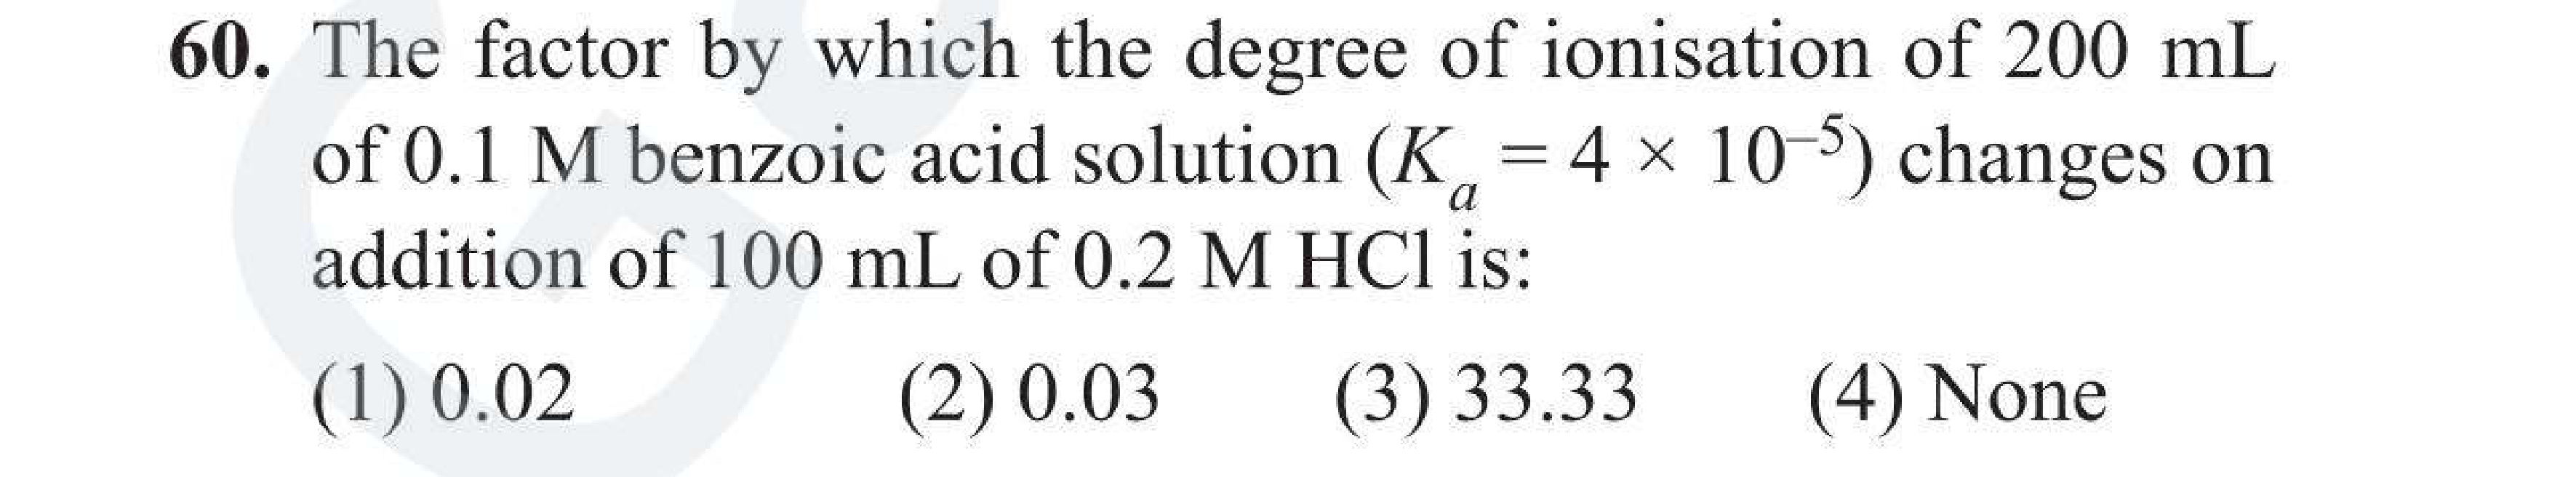 60. The factor by which the degree of ionisation of 200 mL
of 0.1 M benzoic acid solution (Kₐ = 4 × 10⁻⁵) changes on
addition of 100 mL of 0.2 M HCl is:
(1) 0.02 (2) 0.03 (3) 33.33 (4) None